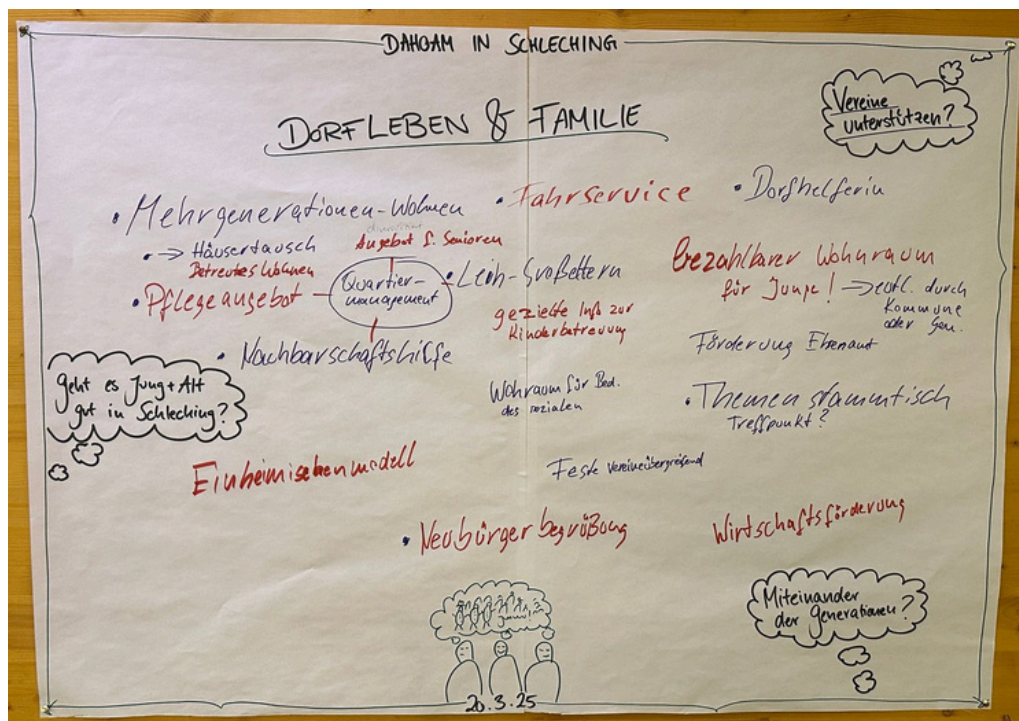 DAHOAM IN SCHLECHING
DORFLEBEN & FAMILIE
Vereine
unterstützen?
• Mehrgenerationen-Wohnen
• → Häusertausch
Betreutes Wohnen
Angebot f. Senioren
• Fahrservice
• Dorfhelferin
• Pflegeangebot
Quartier-
management
• Leih-Großeltern
gezielte Info zur
Kinderbetreuung
bezahlbarer Wohnraum
für Junge! → evtl. durch
Kommune
oder Gen.
Förderung Ehrenamt
• Nachbarschaftshilfe
Geht es Jung + Alt
gut in Schleching?
Wohraum für Bed.
des sozialen
• Themenstammtisch
Treffpunkt?
Einheimischenmodell
Feste vereineübergreifend
• Neubürgerbegrüßung
Wirtschaftsförderung
Miteinander
der Generationen?
20.3.25